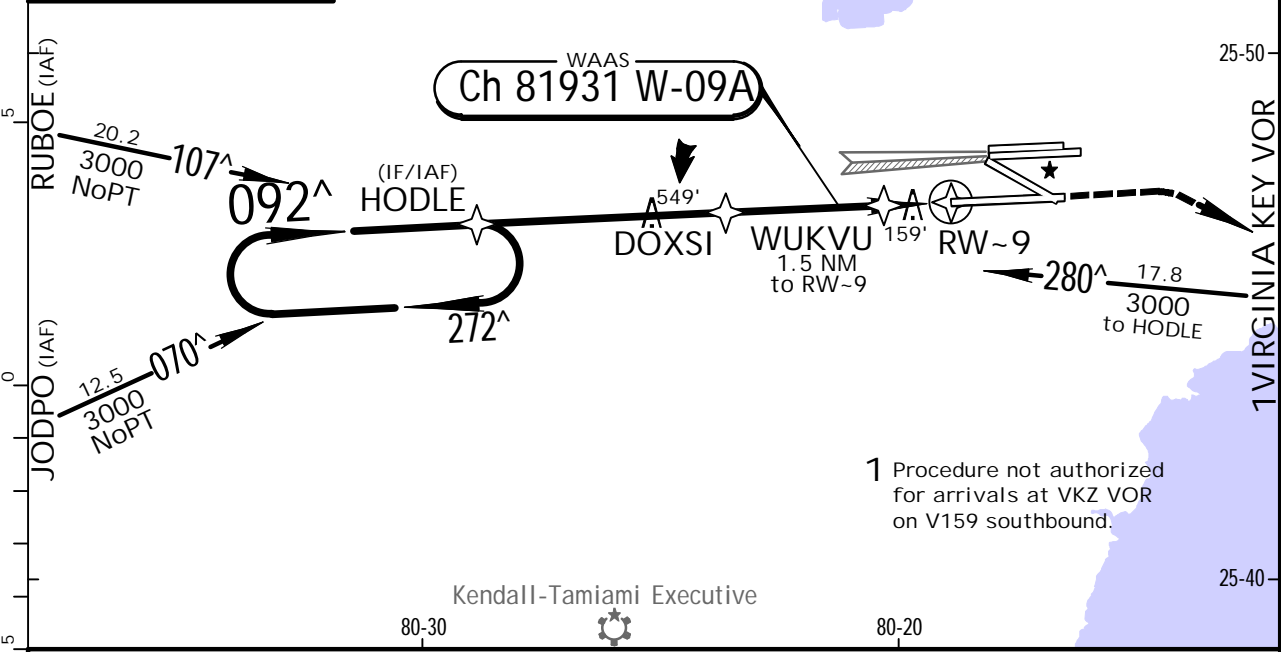 WAAS
Ch 81931 W-09A
25-50
RUBOE (IAF)
5
20.2
3000
NoPT
107^
092^
(IF/IAF)
HODLE
549'
DOXSI
WUKVU
1.5 NM
to RW~9
159'
RW~9
280^
17.8
3000
to HODLE
1VIRGINIA KEY VOR
272^
070^
12.5
3000
NoPT
JODPO (IAF)
0
1 Procedure not authorized
for arrivals at VKZ VOR
on V159 southbound.
25-40
Kendall-Tamiami Executive
80-30
80-20
5